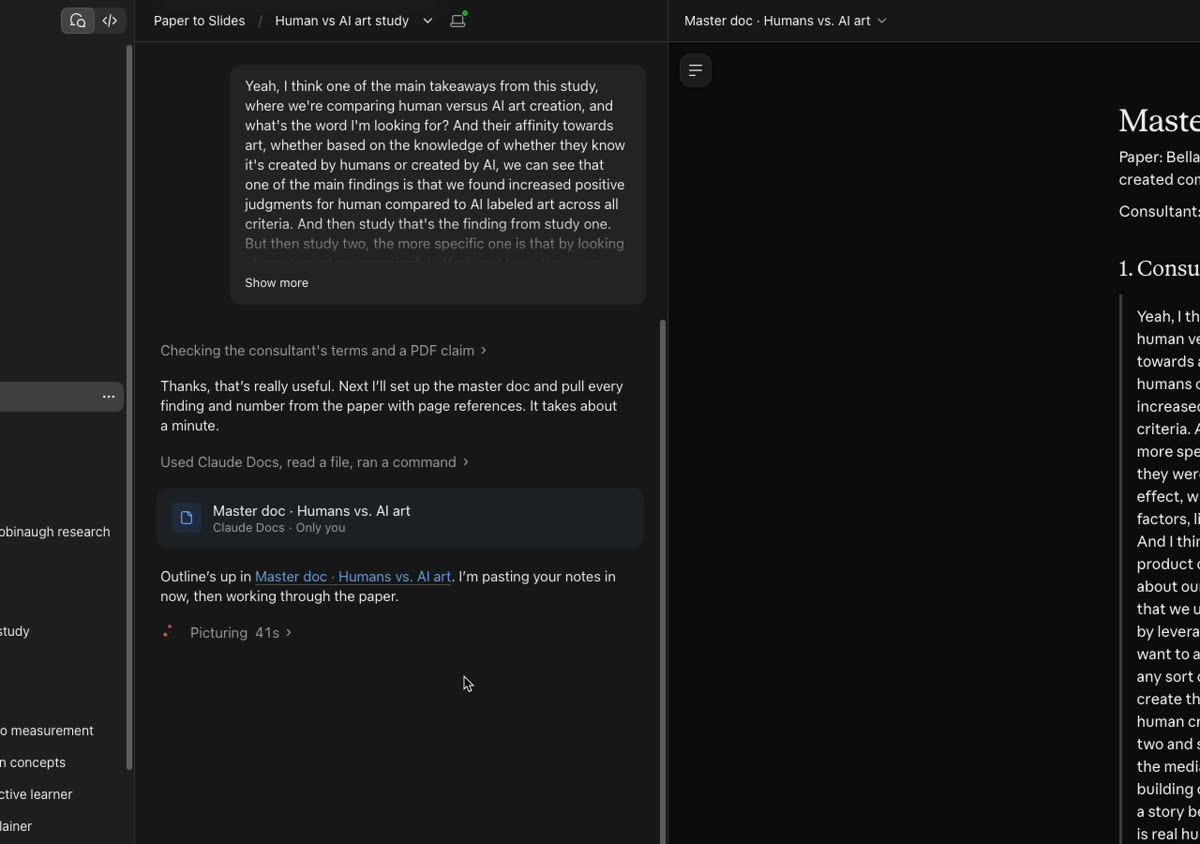 Paper to Slides / Human vs AI art study
Master doc · Humans vs. AI art
Yeah, I think one of the main takeaways from this study,
where we're comparing human versus AI art creation, and
what's the word I'm looking for? And their affinity towards
art, whether based on the knowledge of whether they know
it's created by humans or created by AI, we can see that
one of the main findings is that we found increased positive
judgments for human compared to AI labeled art across all
criteria. And then study that's the finding from study one.
But then study two, the more specific one is that by looking
Show more
Checking the consultant's terms and a PDF claim
Thanks, that's really useful. Next I'll set up the master doc and pull every
finding and number from the paper with page references. It takes about
a minute.
Used Claude Docs, read a file, ran a command
Master doc · Humans vs. AI art
Claude Docs · Only you
Outline's up in Master doc · Humans vs. AI art. I'm pasting your notes in
now, then working through the paper.
Picturing 41s
obinaugh research
study
o measurement
n concepts
ctive learner
lainer
Maste
Paper: Bella
created con
Consultant:
1. Consu
Yeah, I th
human ve
towards a
humans o
increased
criteria. A
more spe
they were
effect, w
factors, li
And I thin
product o
about our
that we u
by levera
want to a
any sort o
create th
human cr
two and s
the media
building o
a story be
is real hu